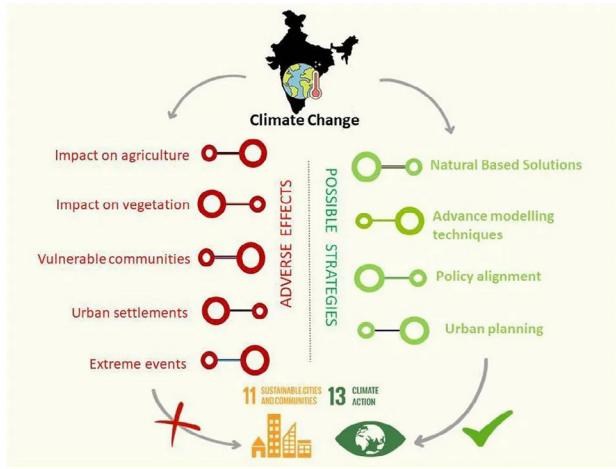 Climate Change
Impact on agriculture
Impact on vegetation
Vulnerable communities
Urban settlements
Extreme events
ADVERSE EFFECTS
POSSIBLE STRATEGIES
Natural Based Solutions
Advance modelling
techniques
Policy alignment
Urban planning
11 SUSTAINABLE CITIES
AND COMMUNITIES
13 CLIMATE
ACTION